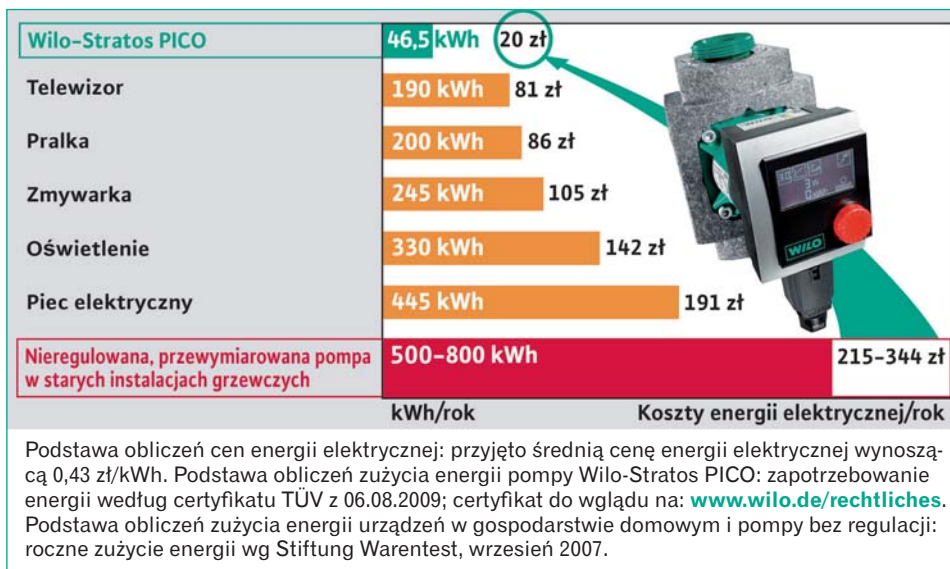 Wilo-Stratos PICO 46,5 kWh 20 zł
Telewizor 190 kWh 81 zł
Pralka 200 kWh 86 zł
Zmywarka 245 kWh 105 zł
Oświetlenie 330 kWh 142 zł
Piec elektryczny 445 kWh 191 zł
Nieregulowana, przewymiarowana pompa
w starych instalacjach grzewczych 500–800 kWh 215–344 zł
kWh/rok Koszty energii elektrycznej/rok
WILO
Podstawa obliczeń cen energii elektrycznej: przyjęto średnią cenę energii elektrycznej wynoszą-
cą 0,43 zł/kWh. Podstawa obliczeń zużycia energii pompy Wilo-Stratos PICO: zapotrzebowanie
energii według certyfikatu TÜV z 06.08.2009; certyfikat do wglądu na: www.wilo.de/rechtliches.
Podstawa obliczeń zużycia energii urządzeń w gospodarstwie domowym i pompy bez regulacji:
roczne zużycie energii wg Stiftung Warentest, wrzesień 2007.